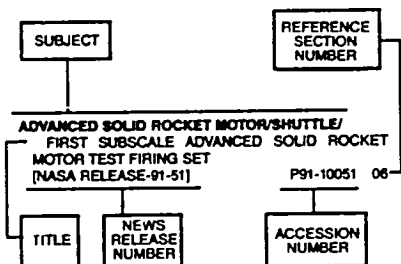 SUBJECT
REFERENCE
SECTION
NUMBER
ADVANCED SOLID ROCKET MOTOR/SHUTTLE/
FIRST SUBSCALE ADVANCED SOLID ROCKET
MOTOR TEST FIRING SET
[NASA RELEASE-91-51] P91-10051 06
TITLE
NEWS
RELEASE
NUMBER
ACCESSION
NUMBER